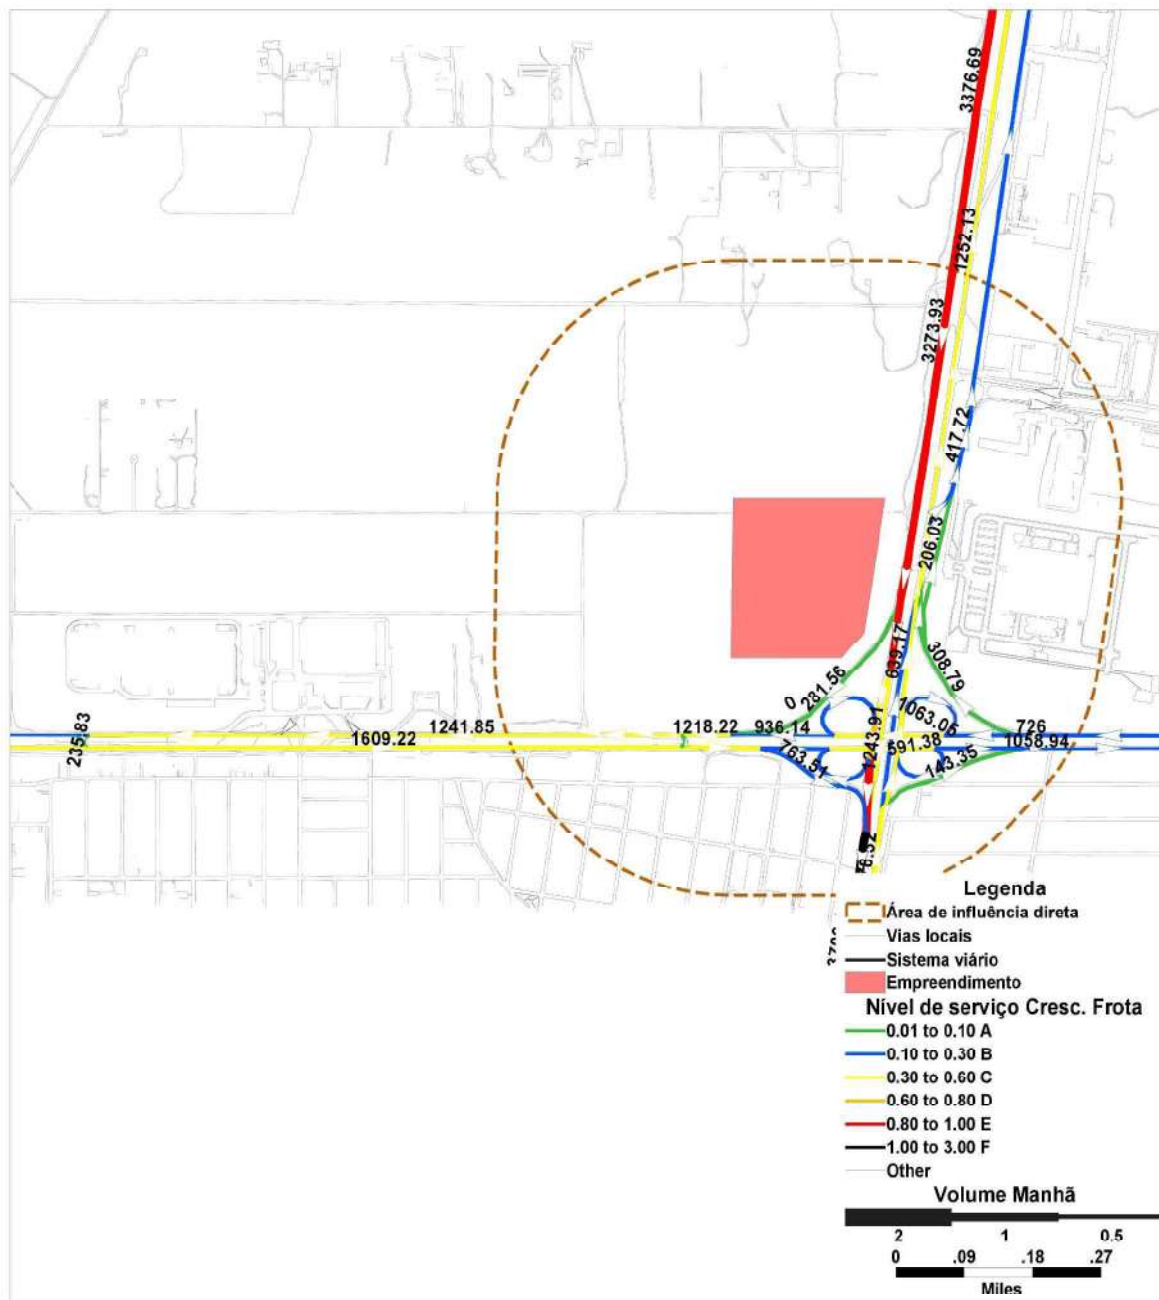 3376.69
1252.13
3273.93
417.72
206.03
639.17
308.79
281.56
0
1063.05
726
1241.85
1218.22
936.14
235.83
1609.22
1243.91
591.38
1058.94
763.51
143.35
Legenda
Área de influência direta
Vias locais
Sistema viário
Empreendimento
Nível de serviço Cresc. Frota
0.01 to 0.10 A
0.10 to 0.30 B
0.30 to 0.60 C
0.60 to 0.80 D
0.80 to 1.00 E
1.00 to 3.00 F
Other
Volume Manhã
2 1 0.5
0 .09 .18 .27
Miles